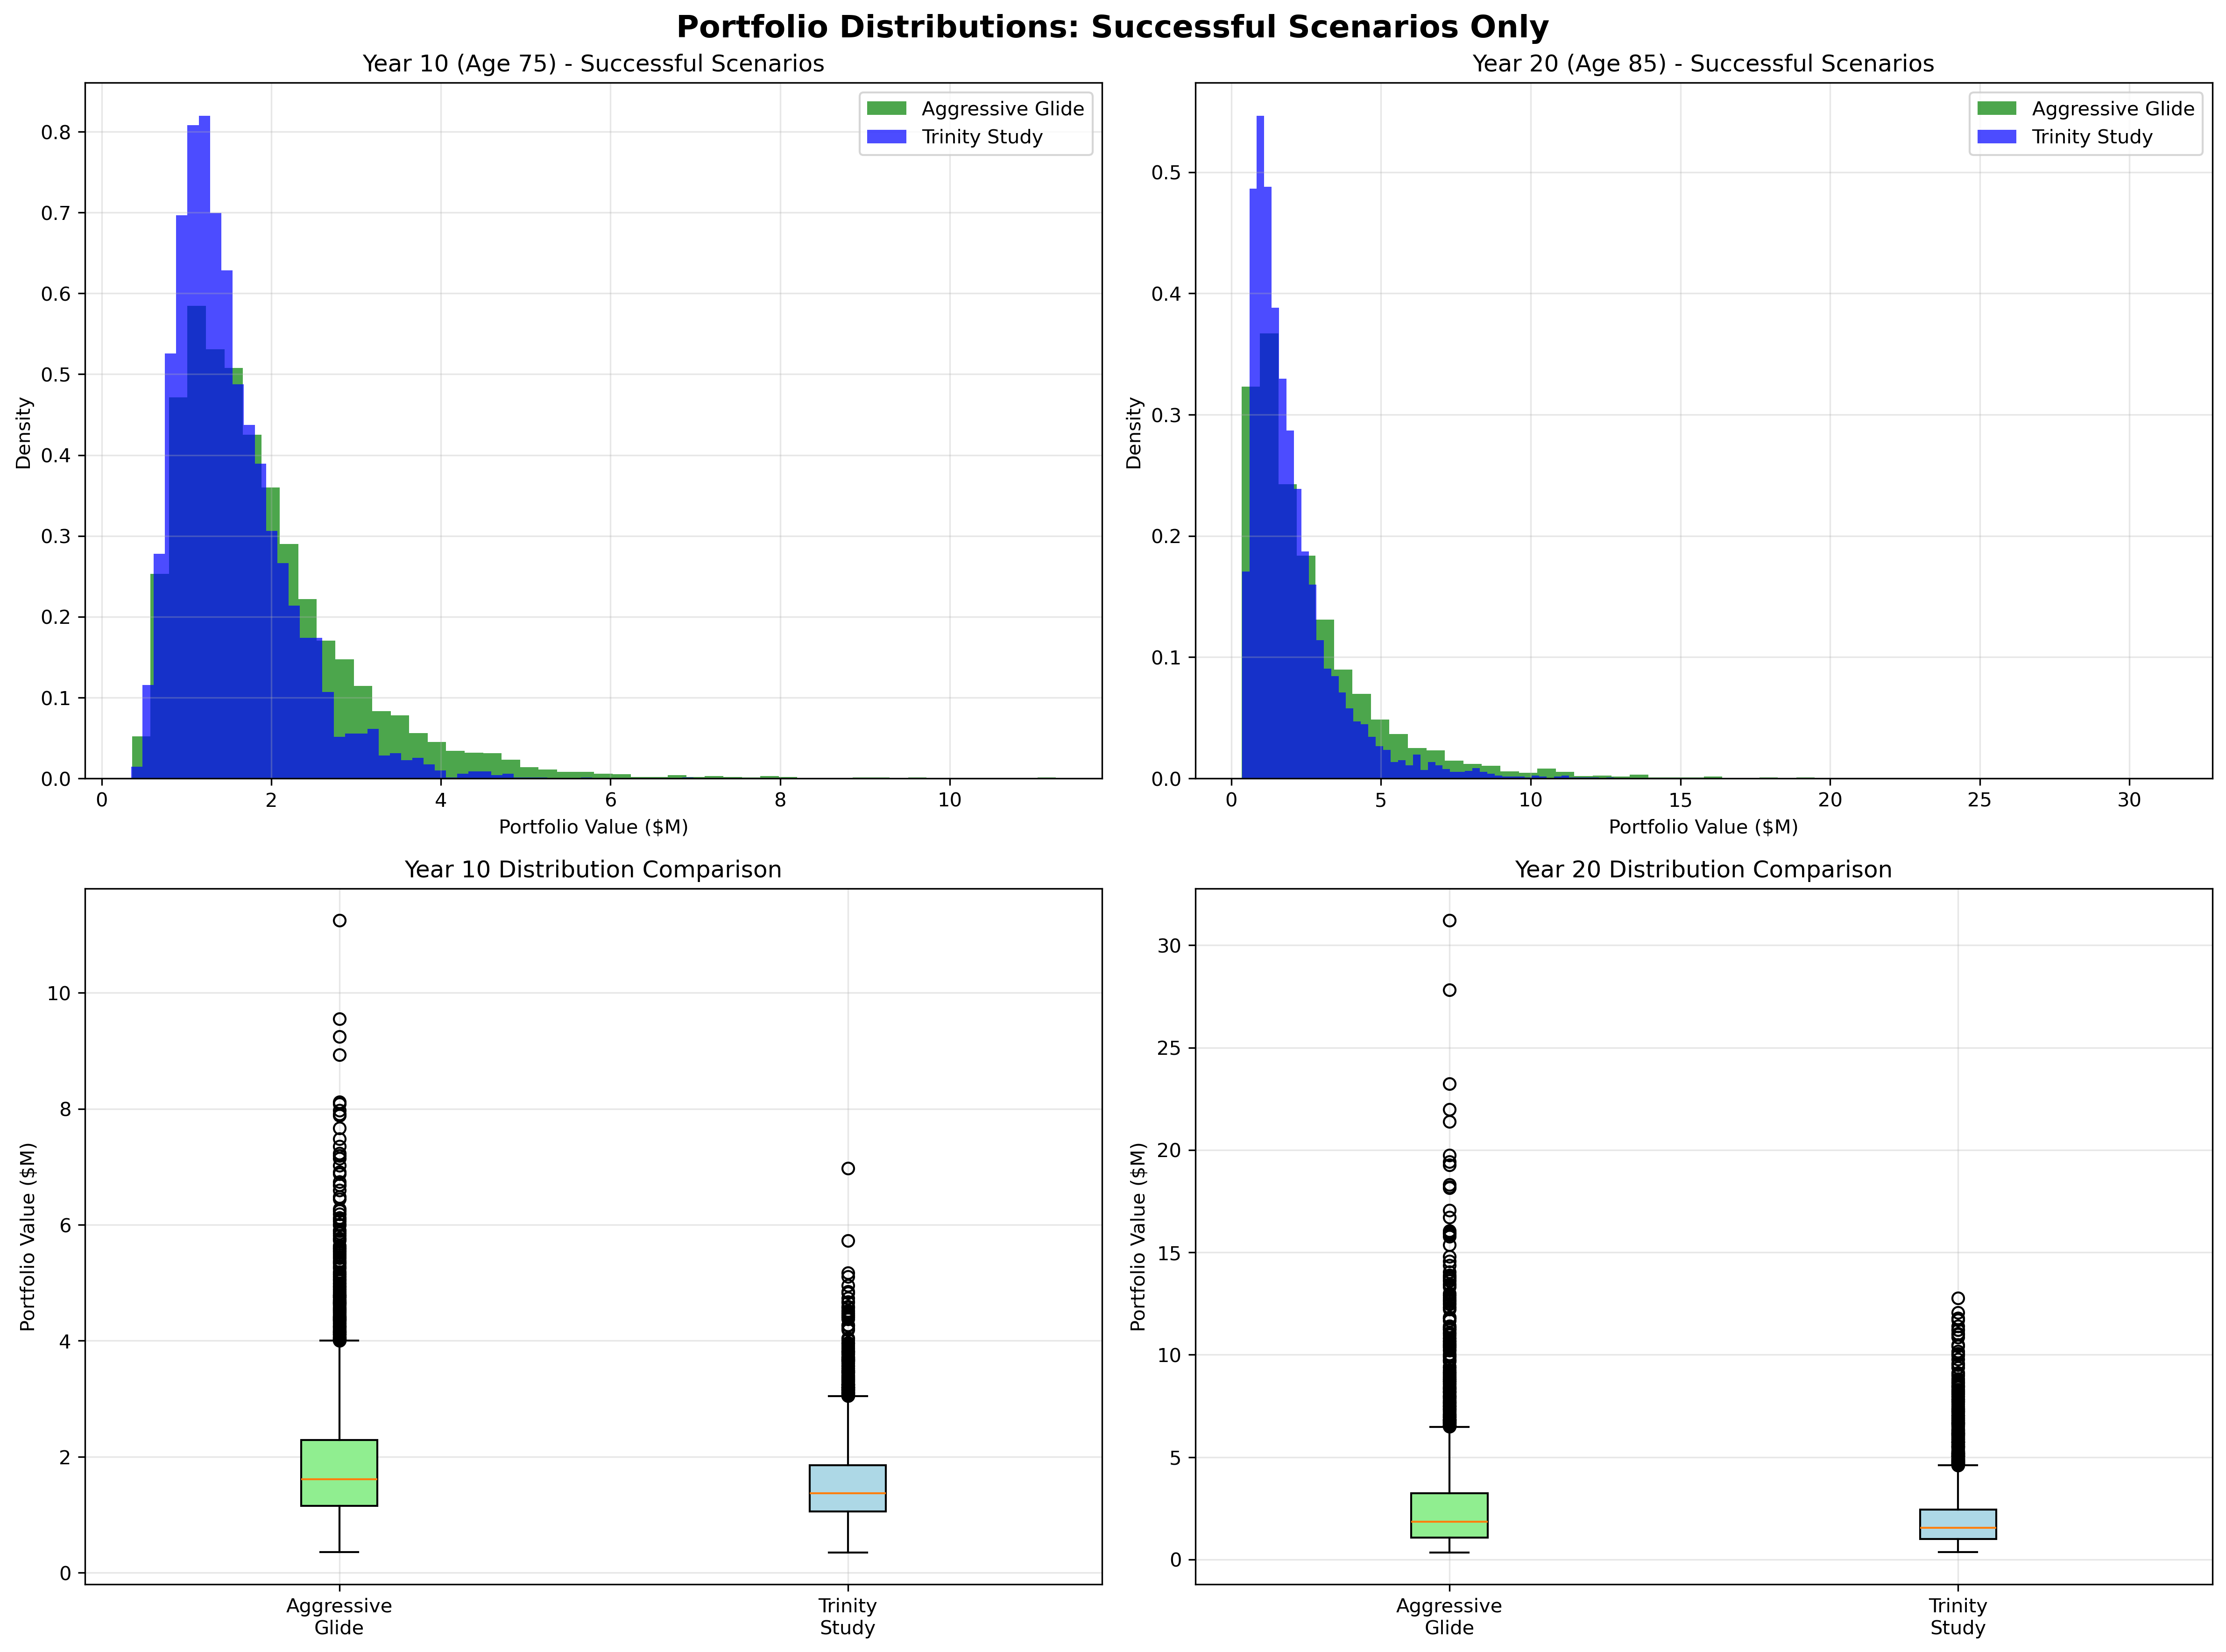 Portfolio Distributions: Successful Scenarios Only
Year 10 (Age 75) - Successful Scenarios
Aggressive Glide
Trinity Study
Density
0.8
0.7
0.6
0.5
0.4
0.3
0.2
0.1
0.0
0 2 4 6 8 10
Portfolio Value ($M)
Year 20 (Age 85) - Successful Scenarios
Aggressive Glide
Trinity Study
Density
0.5
0.4
0.3
0.2
0.1
0.0
0 5 10 15 20 25 30
Portfolio Value ($M)
Year 10 Distribution Comparison
Portfolio Value ($M)
10
8
6
4
2
0
Aggressive
Glide
Trinity
Study
Year 20 Distribution Comparison
Portfolio Value ($M)
30
25
20
15
10
5
0
Aggressive
Glide
Trinity
Study